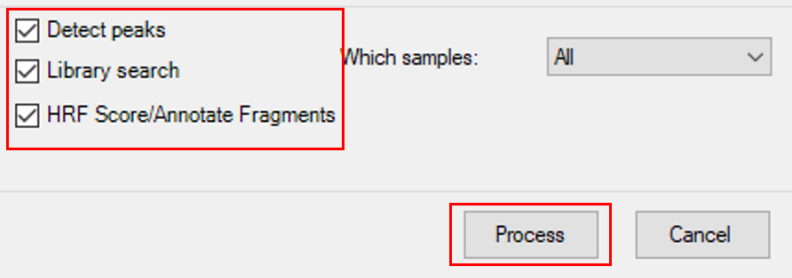 Detect peaks
Library search
HRF Score/Annotate Fragments
Which samples: All
Process Cancel